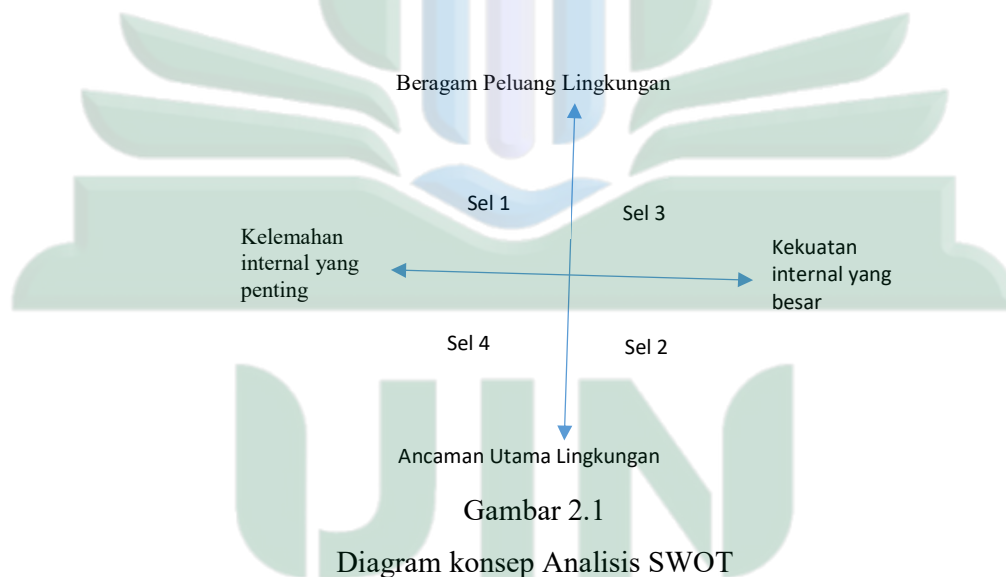 Beragam Peluang Lingkungan
Sel 1
Sel 3
Kelemahan
internal yang
penting
Kekuatan
internal yang
besar
Sel 4
Sel 2
Ancaman Utama Lingkungan
UIN
Gambar 2.1
Diagram konsep Analisis SWOT